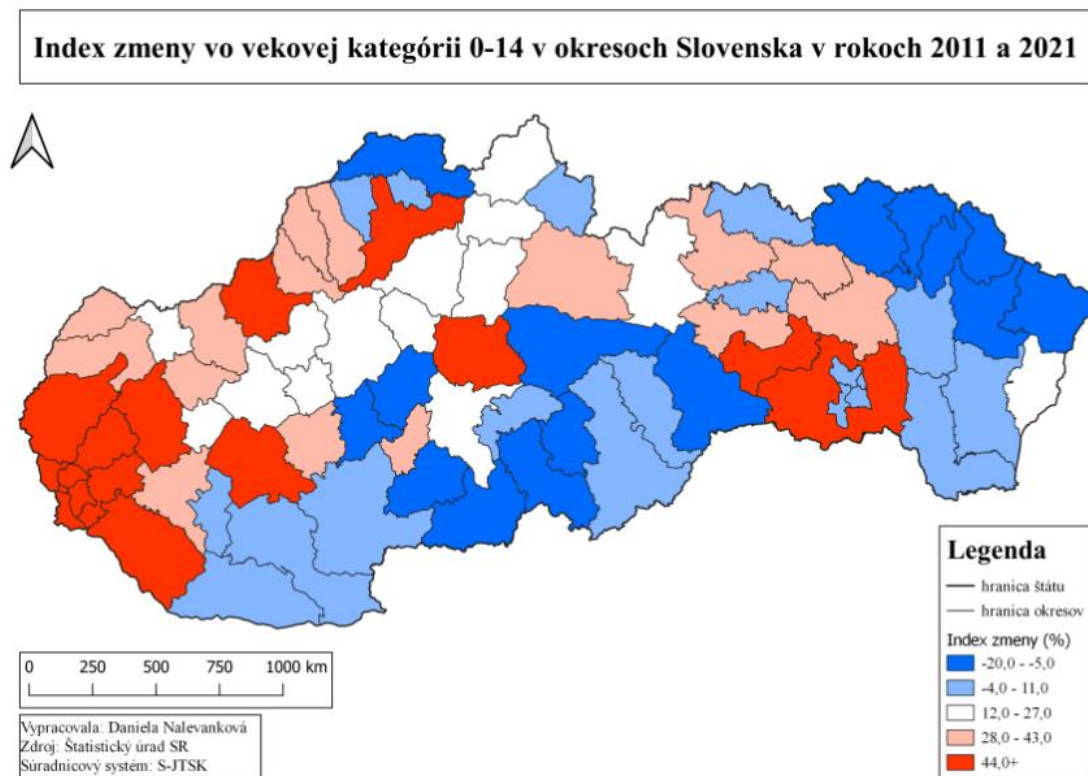 Index zmeny vo vekovej kategórii 0-14 v okresoch Slovenska v rokoch 2011 a 2021
Legenda
hranica štátu
hranica okresov
Index zmeny (%)
-20,0 - -5,0
-4,0 - 11,0
12,0 - 27,0
28,0 - 43,0
44,0+
0 250 500 750 1000 km
Vypracovala: Daniela Nalevanková
Zdroj: Štatistický úrad SR
Súradnicový systém: S-JTSK